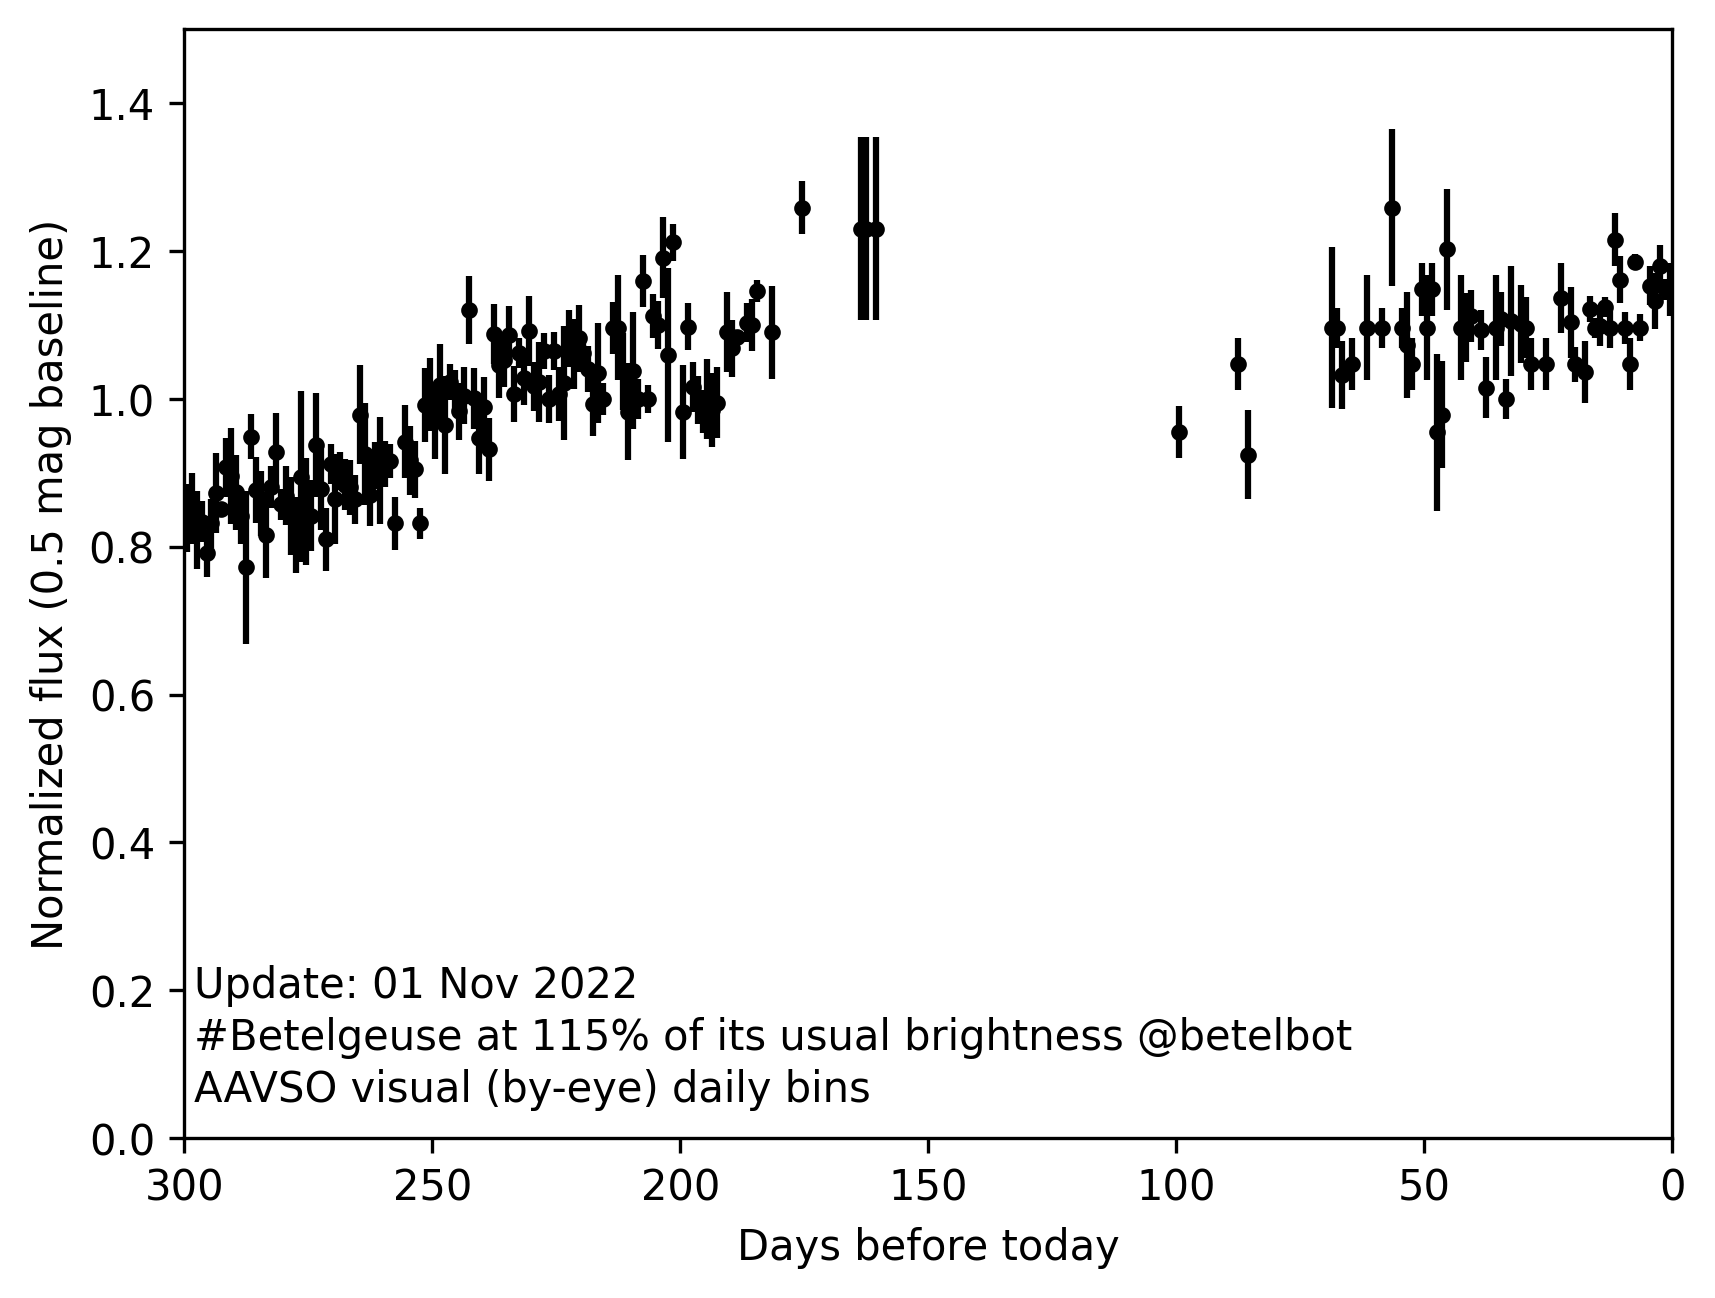 1.4
1.2
1.0
0.8
0.6
0.4
0.2
0.0
Normalized flux (0.5 mag baseline)
Update: 01 Nov 2022
#Betelgeuse at 115% of its usual brightness @betelbot
AAVSO visual (by-eye) daily bins
300 250 200 150 100 50 0
Days before today